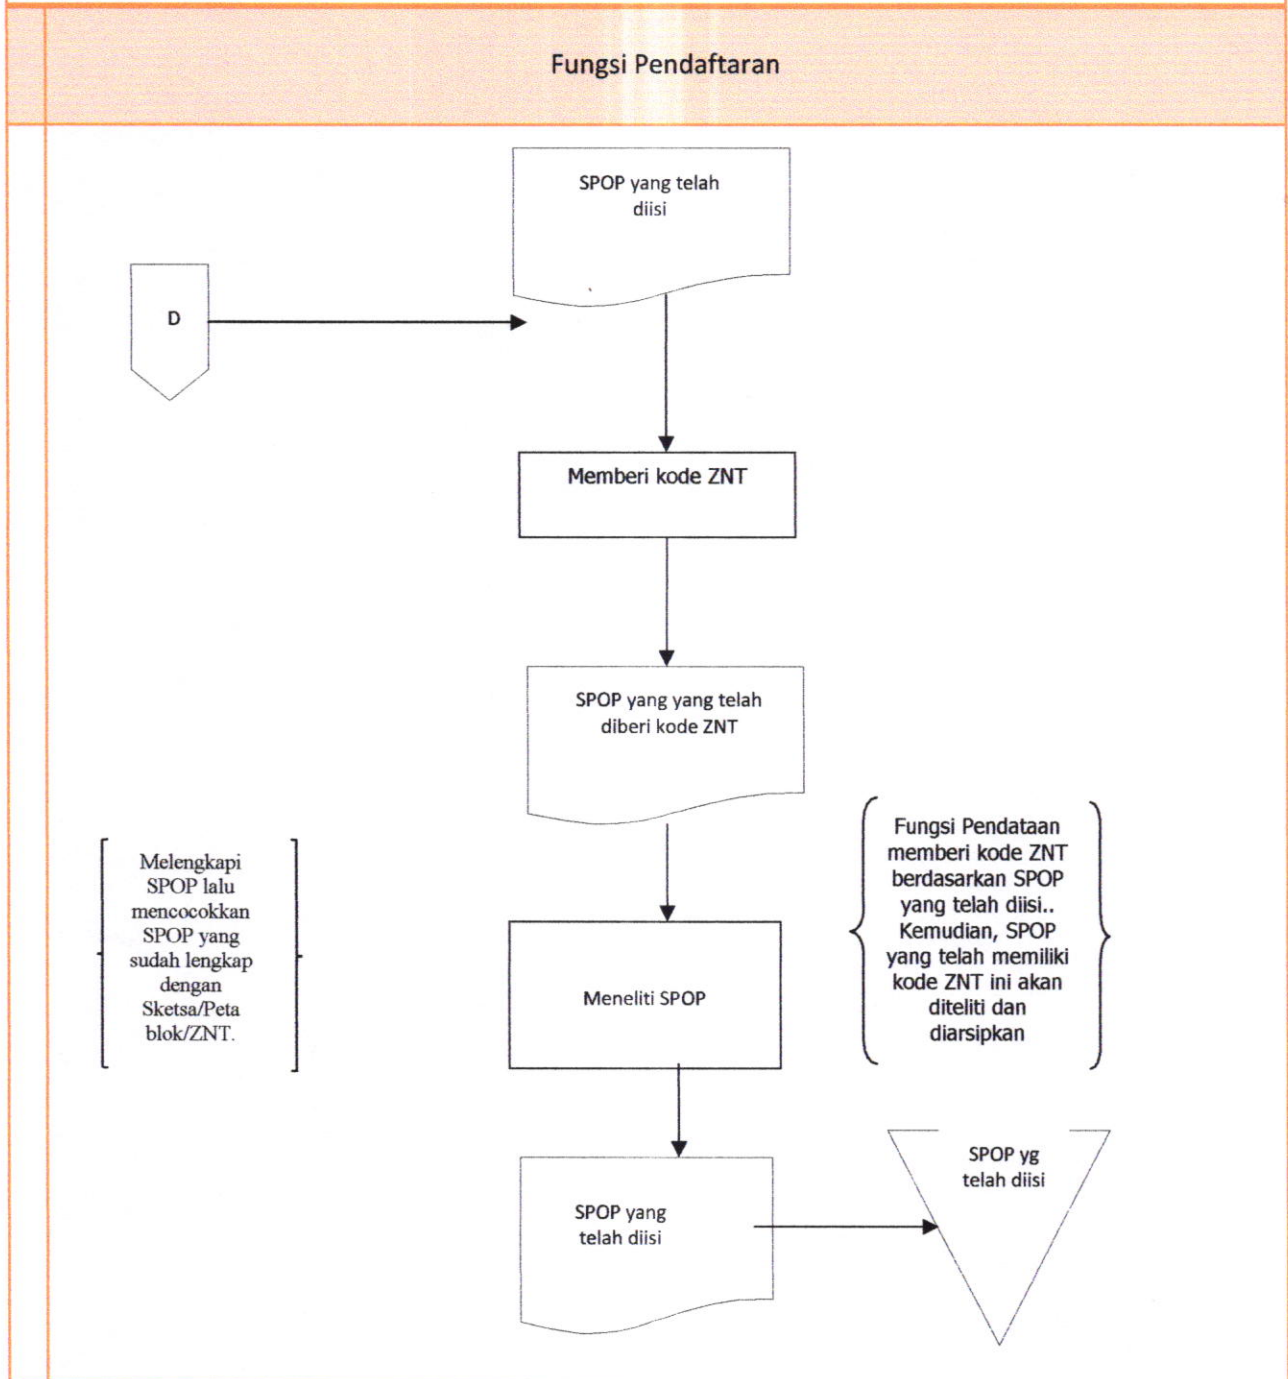 Fungsi Pendaftaran
SPOP yang telah
diisi
D
Memberi kode ZNT
SPOP yang yang telah
diberi kode ZNT
Melengkapi
SPOP lalu
mencocokkan
SPOP yang
sudah lengkap
dengan
Sketsa/Peta
blok/ZNT.
Meneliti SPOP
Fungsi Pendataan
memberi kode ZNT
berdasarkan SPOP
yang telah diisi..
Kemudian, SPOP
yang telah memiliki
kode ZNT ini akan
diteliti dan
diarsipkan
SPOP yang
telah diisi
SPOP yg
telah diisi